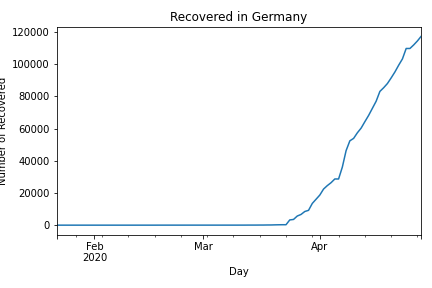 Recovered in Germany
120000
100000
80000
60000
40000
20000
0
Number of Recovered
Feb
2020
Mar
Apr
Day